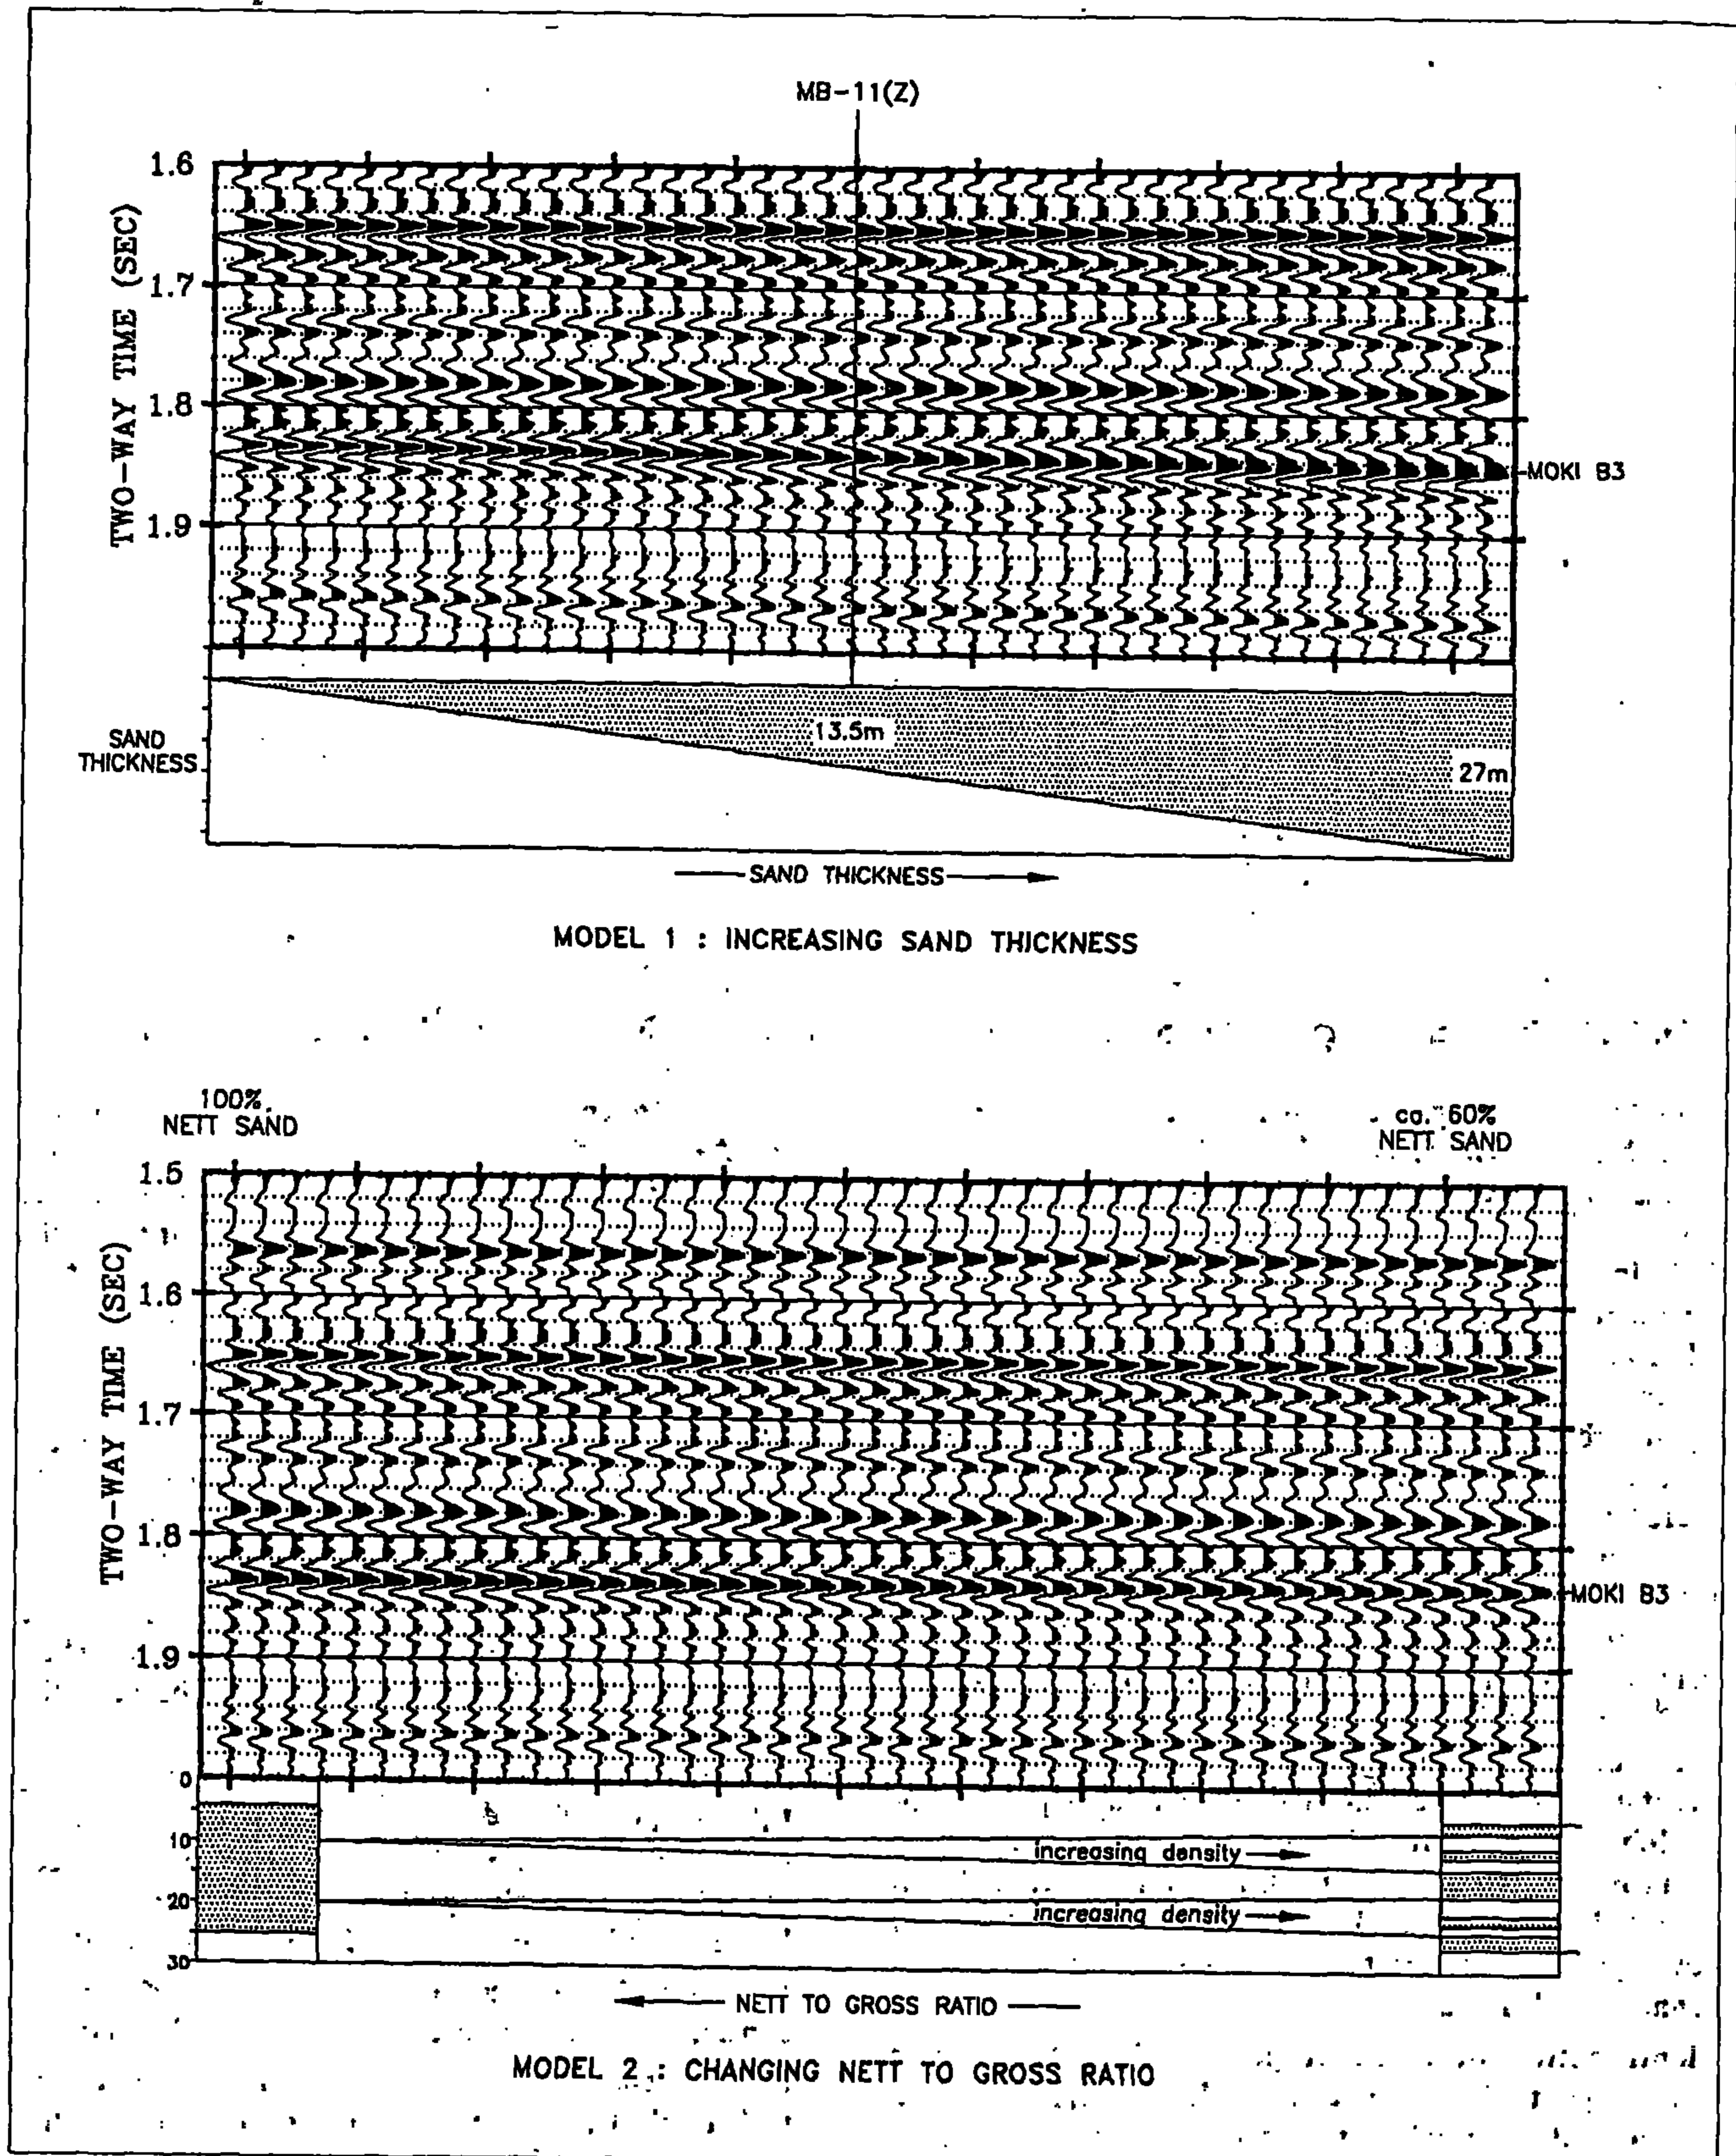 MB-11(Z)
1.6
1.7
1.8
1.9
TWO-WAY TIME (SEC)
MOKI B3
SAND
THICKNESS
13.5m
27m
SAND THICKNESS
MODEL 1 : INCREASING SAND THICKNESS
100%
NETT SAND
ca. 60%
NETT SAND
1.5
1.6
1.7
1.8
1.9
TWO-WAY TIME (SEC)
MOKI B3
0
10
20
30
increasing density
increasing density
NETT TO GROSS RATIO
MODEL 2 : CHANGING NETT TO GROSS RATIO